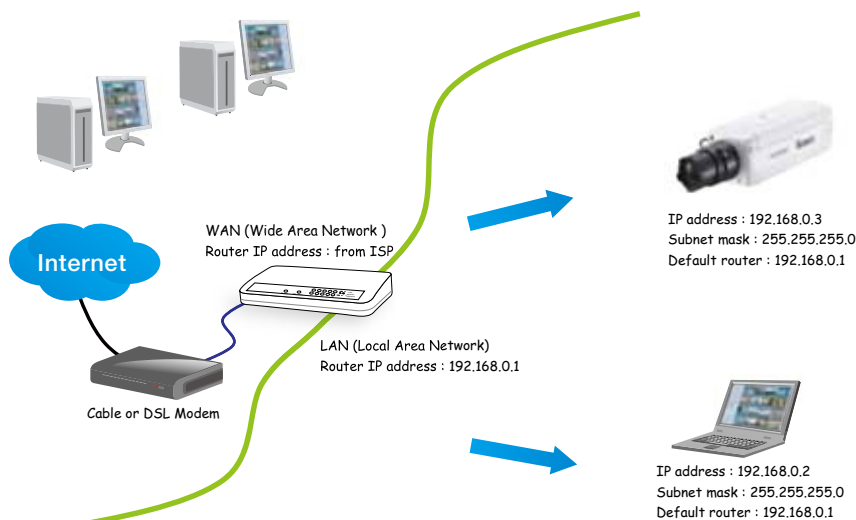 WAN (Wide Area Network )
Router IP address : from ISP
Internet
LAN (Local Area Network)
Router IP address : 192.168.0.1
Cable or DSL Modem
IP address : 192.168.0.3
Subnet mask : 255.255.255.0
Default router : 192.168.0.1
IP address : 192.168.0.2
Subnet mask : 255.255.255.0
Default router : 192.168.0.1